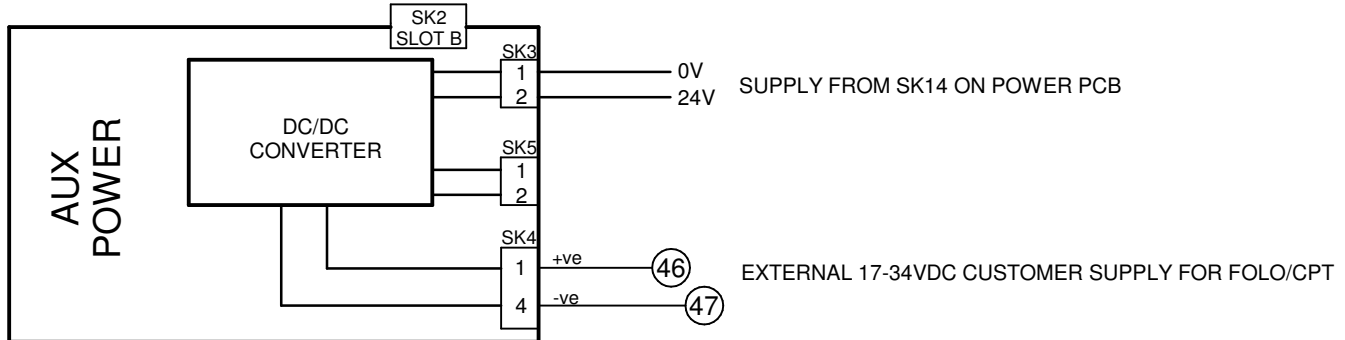 SK2
SLOT B
SK3
1
0V
2
24V
SUPPLY FROM SK14 ON POWER PCB
DC/DC
CONVERTER
AUX
POWER
SK5
1
2
SK4
1
+ve
46
EXTERNAL 17-34VDC CUSTOMER SUPPLY FOR FOLO/CPT
4
-ve
47